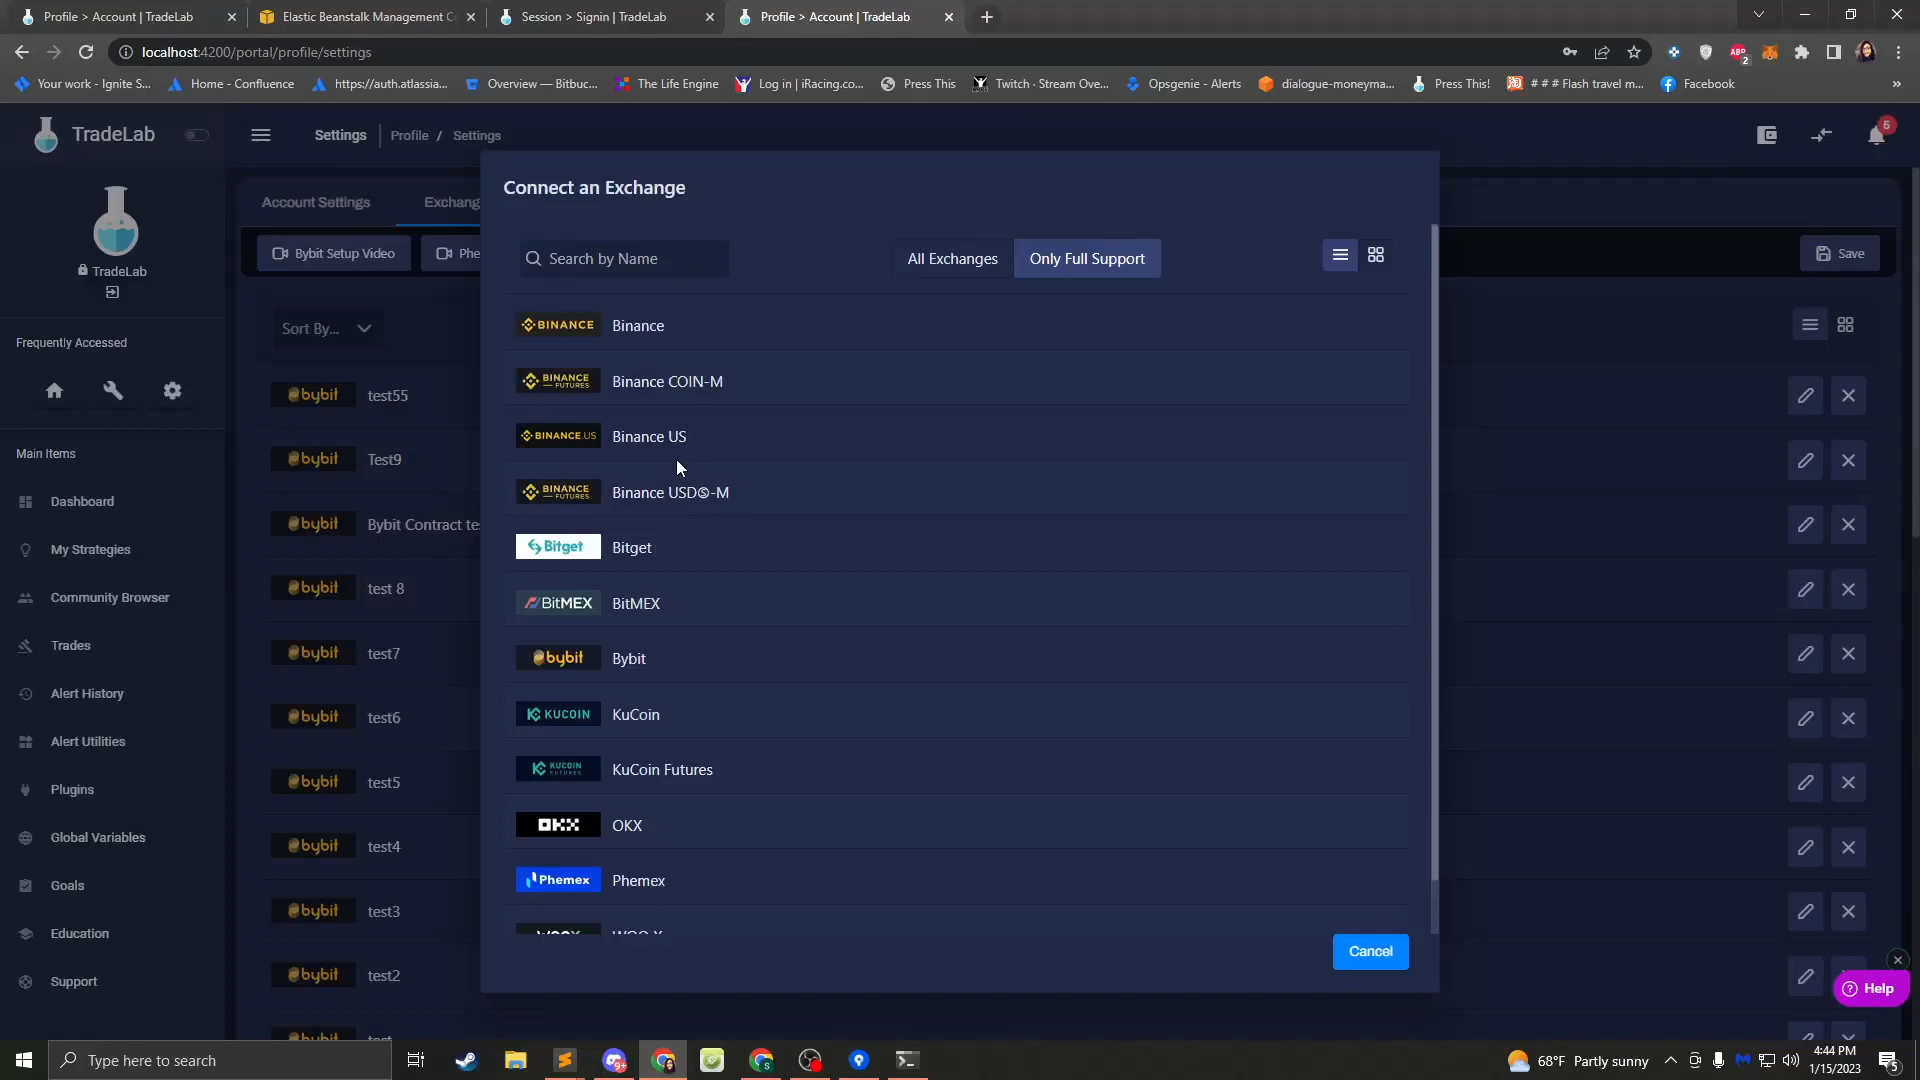 Profile > Account | TradeLab
Elastic Beanstalk Management Co
Session > Signin | TradeLab
Profile > Account | TradeLab
localhost:4200/portal/profile/settings
ABP
2
Your work - Ignite S...
Home - Confluence
https://auth.atlassia...
Overview — Bitbuc...
The Life Engine
Log in | iRacing.co...
Press This
Twitch · Stream Ove...
Opsgenie - Alerts
dialogue-moneyma...
Press This!
# # # Flash travel m...
Facebook
»
TradeLab
Settings
Profile / Settings
5
TradeLab
Frequently Accessed
Main Items
Dashboard
My Strategies
Community Browser
Trades
Alert History
Alert Utilities
Plugins
Global Variables
Goals
Education
Support
Account Settings
Exchang
Bybit Setup Video
Phe
Save
Sort By...
bybit test55
bybit Test9
bybit Bybit Contract te
bybit test 8
bybit test7
bybit test6
bybit test5
bybit test4
bybit test3
bybit test2
Connect an Exchange
Search by Name
All Exchanges
Only Full Support
BINANCE Binance
BINANCE FUTURES Binance COIN-M
BINANCE.US Binance US
BINANCE FUTURES Binance USDⓈ-M
Bitget Bitget
BitMEX BitMEX
bybit Bybit
KUCOIN KuCoin
KUCOIN FUTURES KuCoin Futures
OKX OKX
Phemex Phemex
Cancel
Help
Type here to search
9+
68°F Partly sunny
4:44 PM
1/15/2023
5